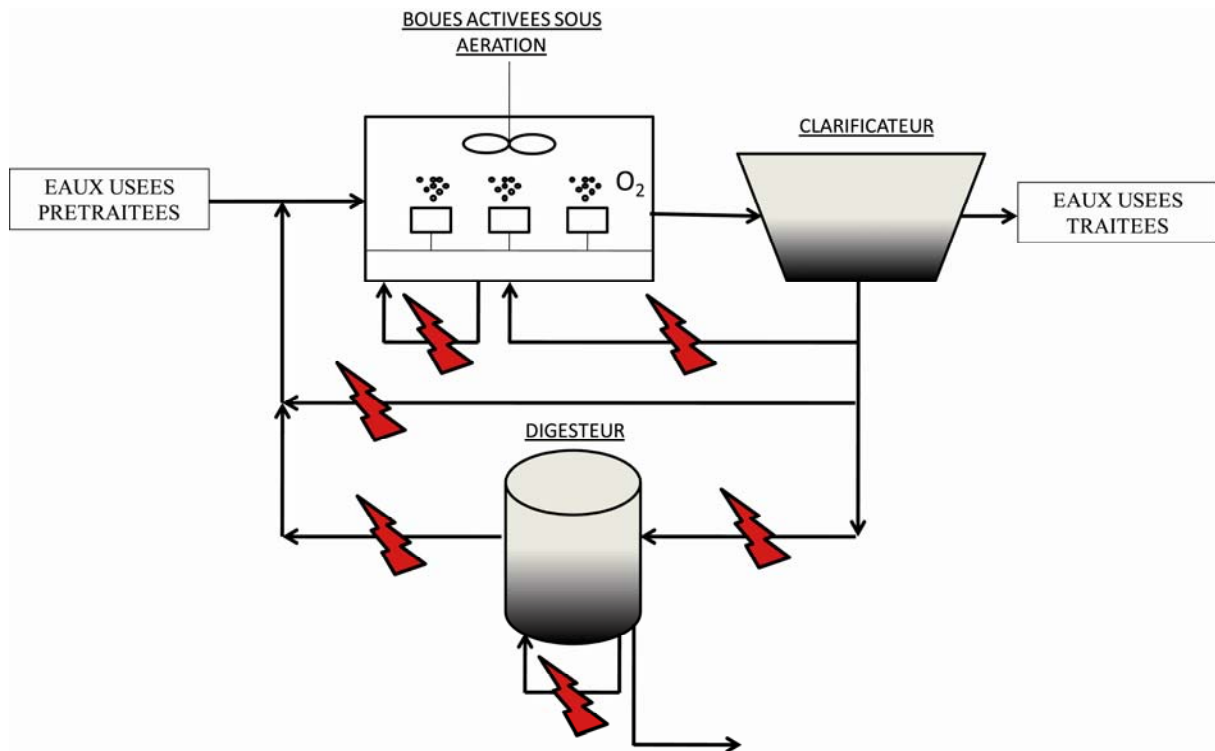 BOUES ACTIVEES SOUS
AERATION
CLARIFICATEUR
EAUX USEES
PRETRAITEES
O₂
EAUX USEES
TRAITEES
DIGESTEUR